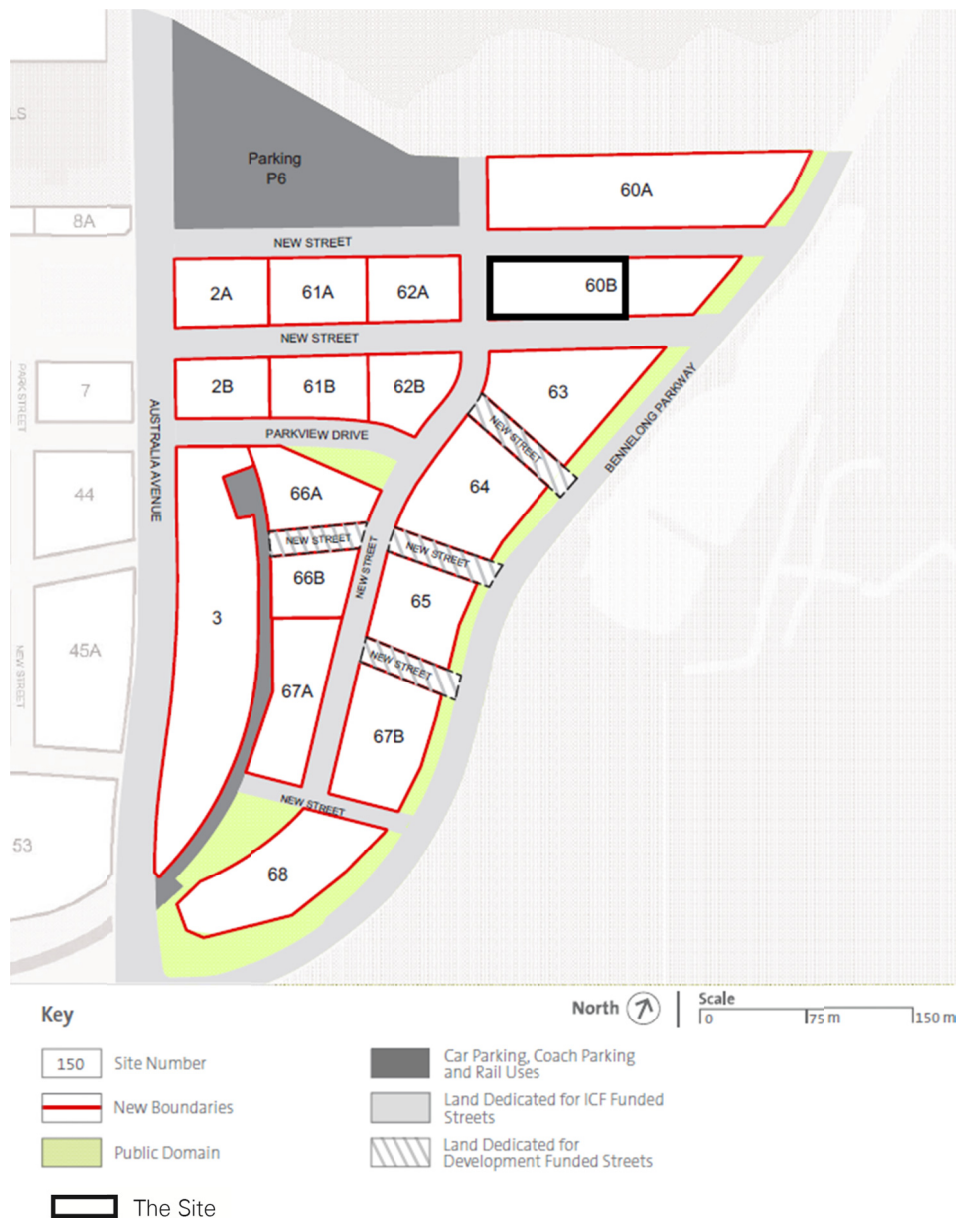 LS
Parking
P6
60A
8A
NEW STREET
2A
61A
62A
60B
NEW STREET
PARK STREET
7
AUSTRALIA AVENUE
2B
61B
62B
63
PARKVIEW DRIVE
NEW STREET
BENNELONG PARKWAY
44
66A
64
NEW STREET
NEW STREET
NEW STREET
66B
65
3
NEW STREET
45A
NEW STREET
67A
67B
NEW STREET
53
68
Key
North
Scale
0
75 m
150 m
150
Site Number
New Boundaries
Public Domain
Car Parking, Coach Parking
and Rail Uses
Land Dedicated for ICF Funded
Streets
Land Dedicated for
Development Funded Streets
The Site